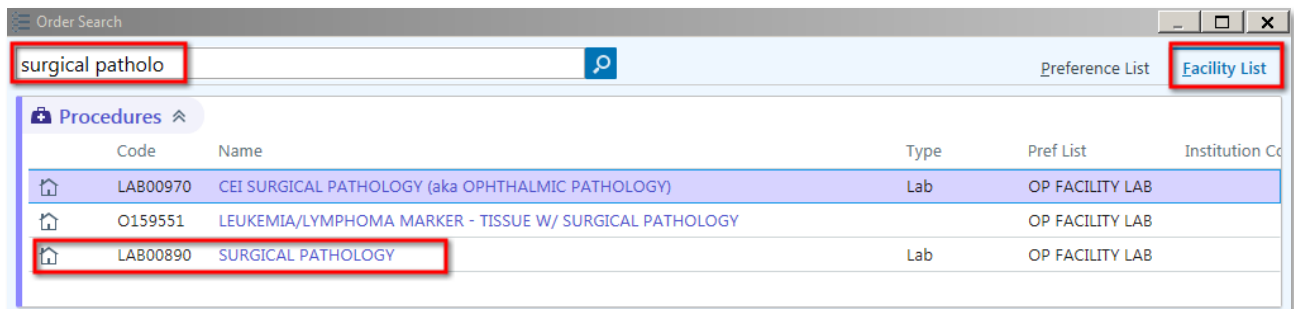 Order Search
surgical patholo
Preference List Facility List
Procedures
Code Name Type Pref List Institution Co
LAB00970 CEI SURGICAL PATHOLOGY (aka OPHTHALMIC PATHOLOGY) Lab OP FACILITY LAB
O159551 LEUKEMIA/LYMPHOMA MARKER - TISSUE W/ SURGICAL PATHOLOGY OP FACILITY LAB
LAB00890 SURGICAL PATHOLOGY Lab OP FACILITY LAB